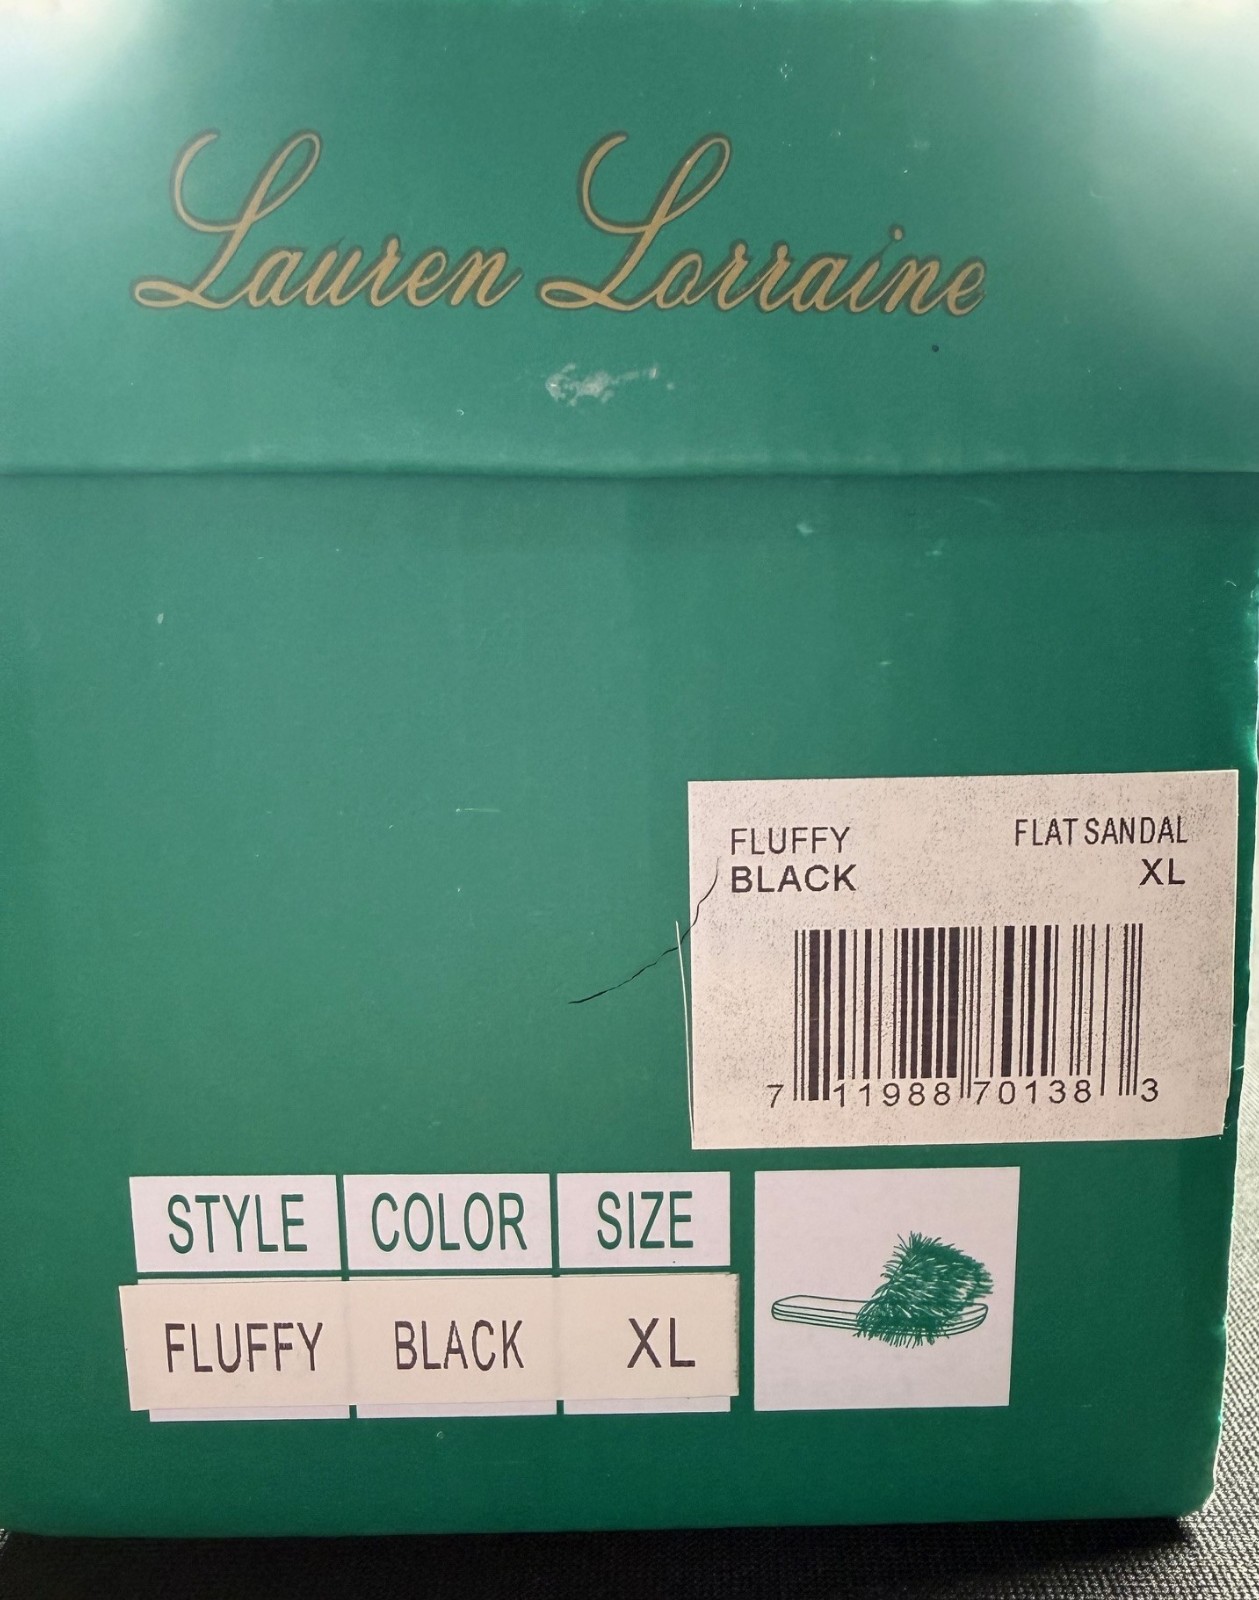 Lauren Lorraine
FLUFFY FLAT SANDAL
BLACK XL
7 11988 70138 3
STYLE COLOR SIZE
FLUFFY BLACK XL